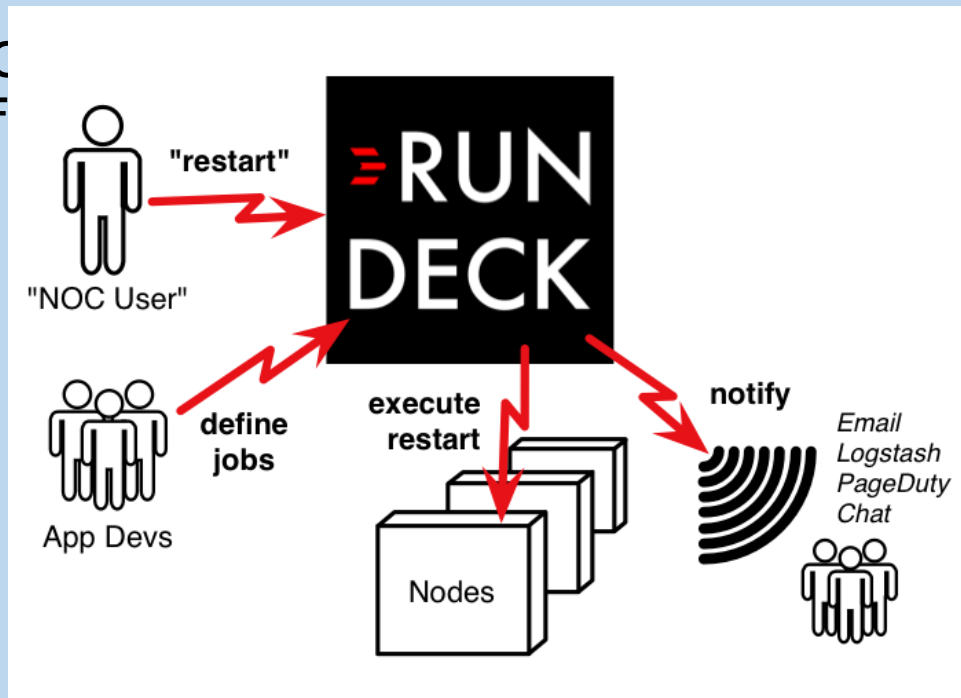 "restart"
RUN
DECK
"NOC User"
define
jobs
App Devs
execute
restart
Nodes
notify
Email
Logstash
PageDuty
Chat